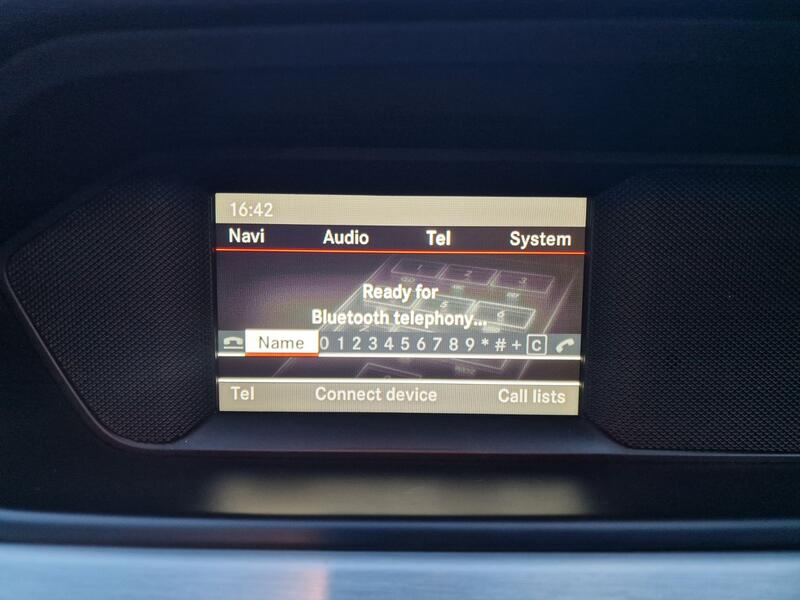 16:42
Navi Audio Tel System
Ready for
Bluetooth telephony...
Name 0 1 2 3 4 5 6 7 8 9 * # + C
Tel Connect device Call lists